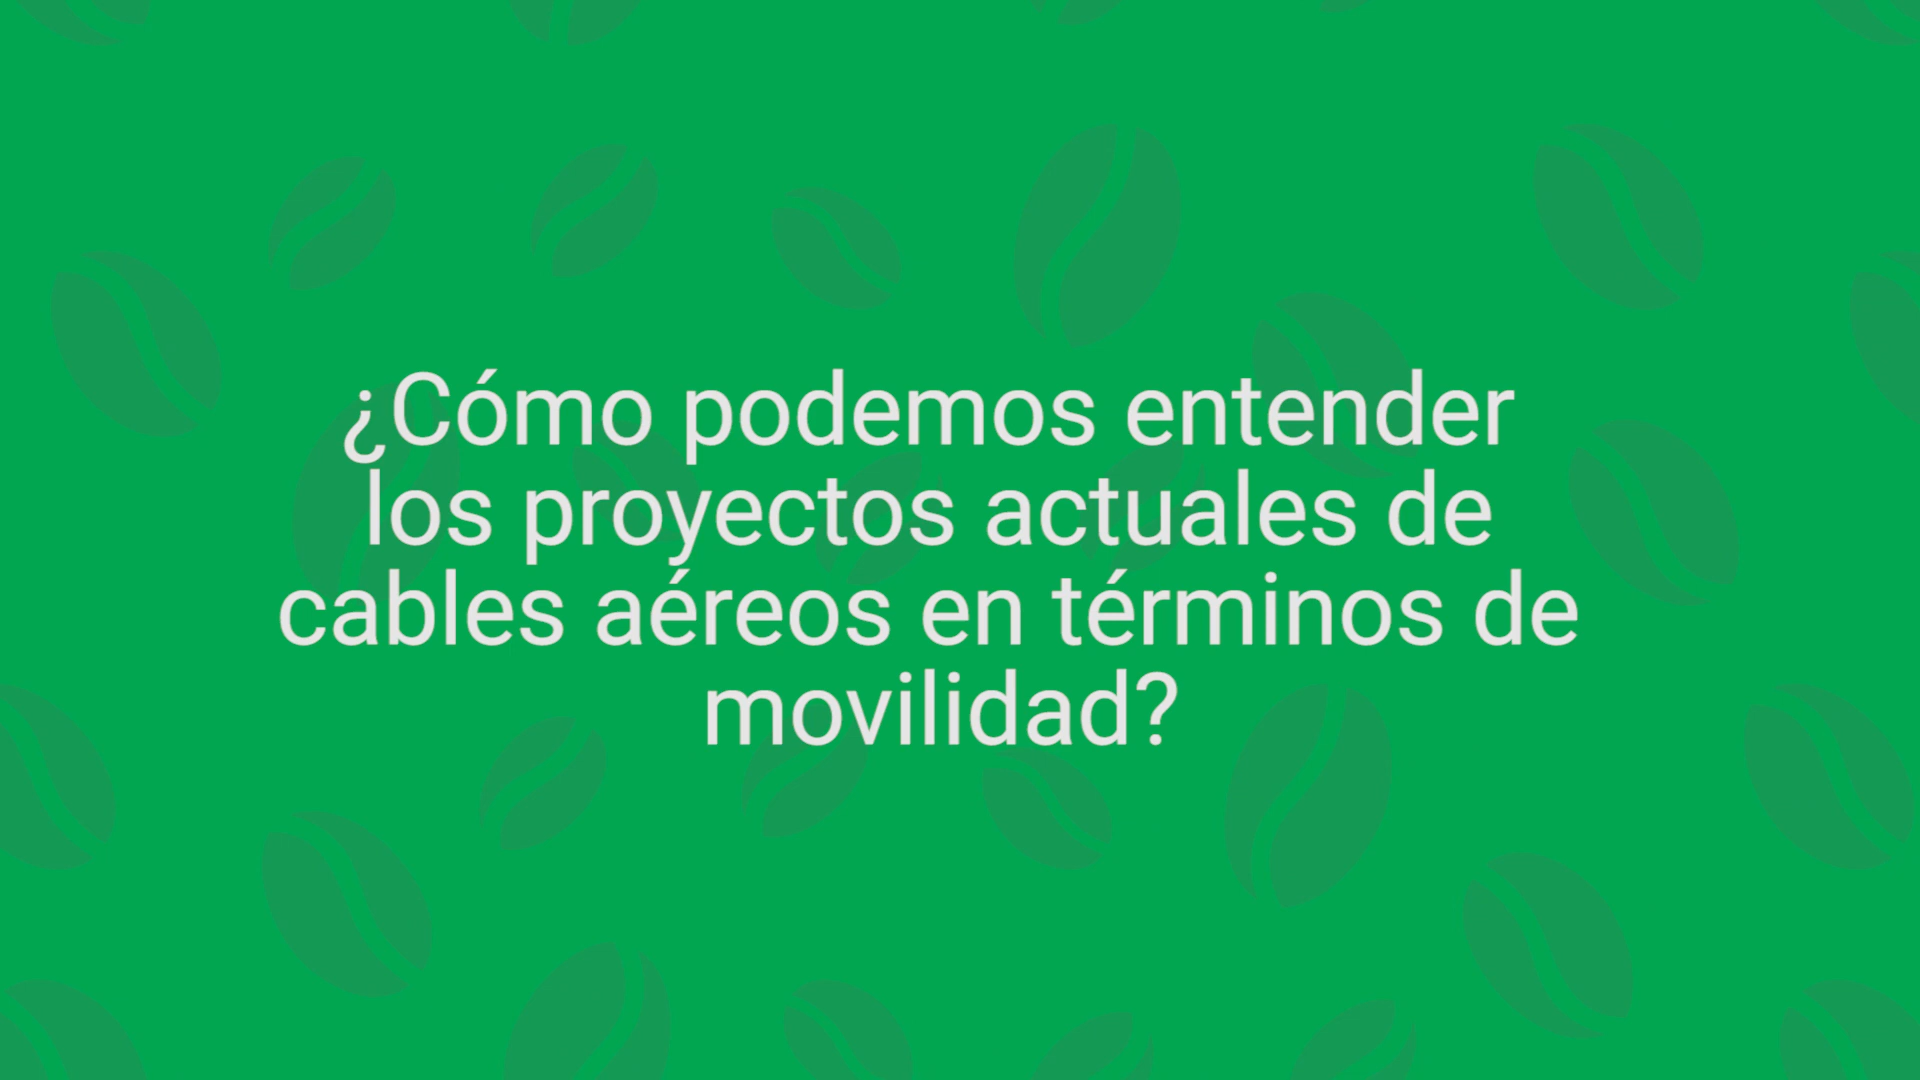 ¿Cómo podemos entender
los proyectos actuales de
cables aéreos en términos de
movilidad?